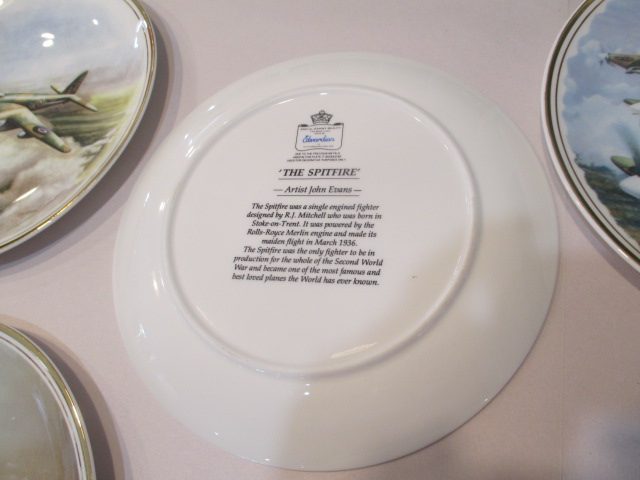 Edwardian
'THE SPITFIRE'
— Artist John Evans —
The Spitfire was a single engined fighter
designed by R.J. Mitchell who was born in
Stoke-on-Trent. It was powered by the
Rolls-Royce Merlin engine and made its
maiden flight in March 1936.
The Spitfire was the only fighter to be in
production for the whole of the Second World
War and became one of the most famous and
best loved planes the World has ever known.